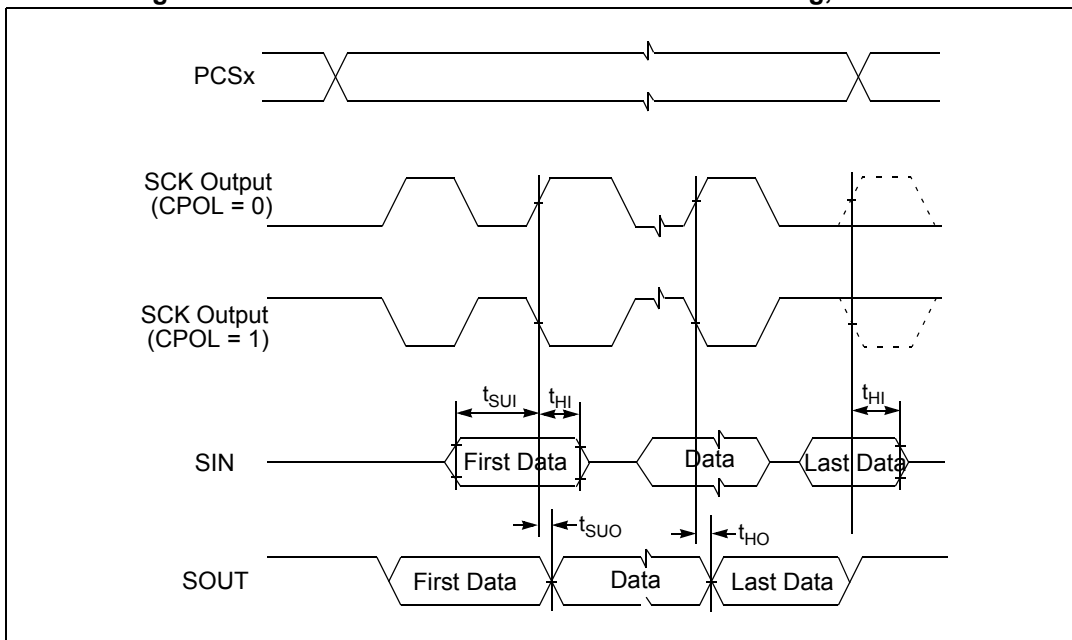 PCSx
SCK Output
(CPOL = 0)
SCK Output
(CPOL = 1)
tSUI
tHI
tHI
SIN
First Data
Data
Last Data
tSUO
tHO
SOUT
First Data
Data
Last Data